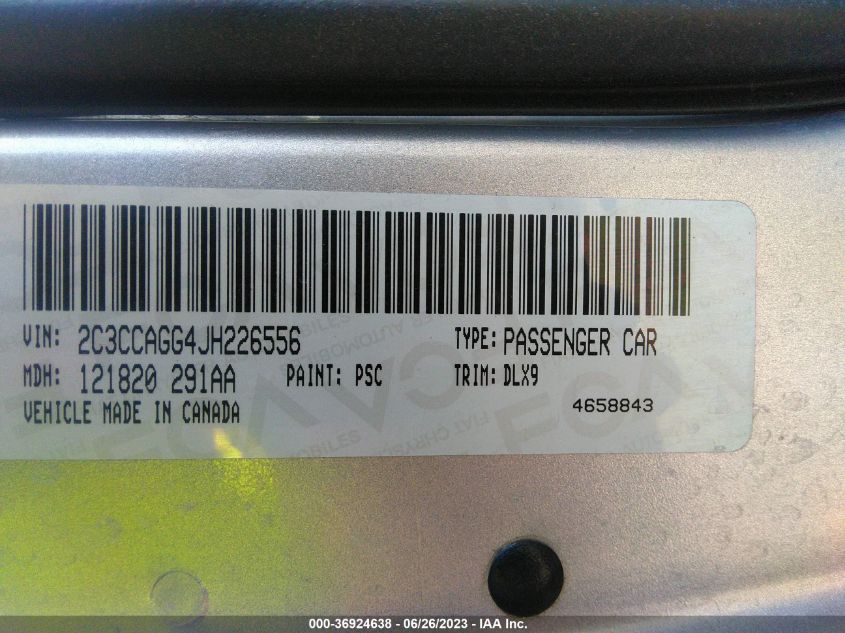 VIN: 2C3CCAGG4JH226556 TYPE: PASSENGER CAR
MDH: 121820 291AA PAINT: PSC TRIM: DLX9
VEHICLE MADE IN CANADA 4658843
000-36924638 - 06/26/2023 - IAA Inc.